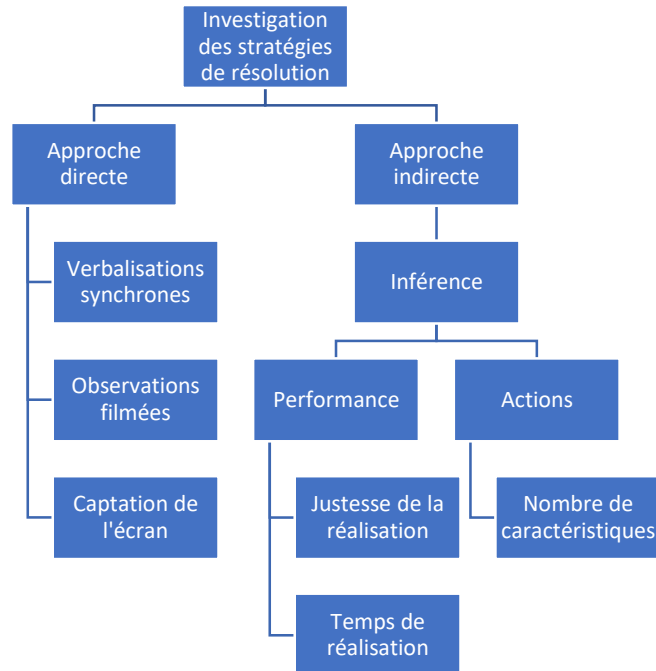 Investigation
des stratégies
de résolution
Approche
directe
Approche
indirecte
Verbalisations
synchrones
Inférence
Observations
filmées
Performance
Actions
Captation de
l'écran
Justesse de la
réalisation
Nombre de
caractéristiques
Temps de
réalisation